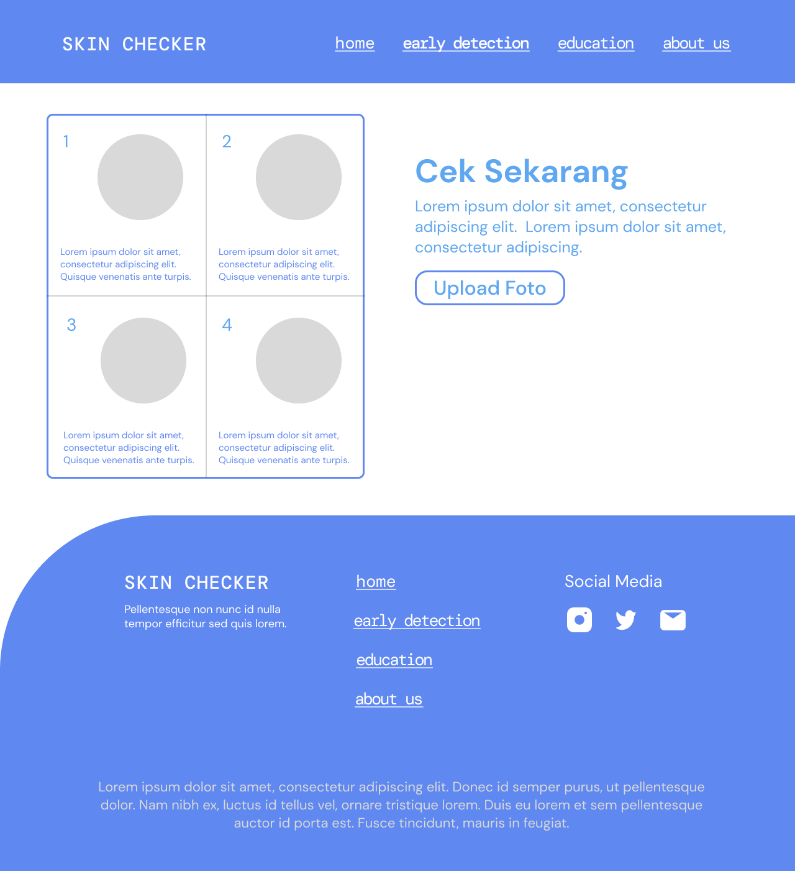 SKIN CHECKER
home
early detection
education
about us
1
Lorem ipsum dolor sit amet,
consectetur adipiscing elit.
Quisque venenatis ante turpis.
2
Lorem ipsum dolor sit amet,
consectetur adipiscing elit.
Quisque venenatis ante turpis.
3
Lorem ipsum dolor sit amet,
consectetur adipiscing elit.
Quisque venenatis ante turpis.
4
Lorem ipsum dolor sit amet,
consectetur adipiscing elit.
Quisque venenatis ante turpis.
Cek Sekarang
Lorem ipsum dolor sit amet, consectetur
adipiscing elit.  Lorem ipsum dolor sit amet,
consectetur adipiscing.
Upload Foto
SKIN CHECKER
Pellentesque non nunc id nulla
tempor efficitur sed quis lorem.
home
early detection
education
about us
Social Media
Lorem ipsum dolor sit amet, consectetur adipiscing elit. Donec id semper purus, ut pellentesque
dolor. Nam nibh ex, luctus id tellus vel, ornare tristique lorem. Duis eu lorem et sem pellentesque
auctor id porta est. Fusce tincidunt, mauris in feugiat.